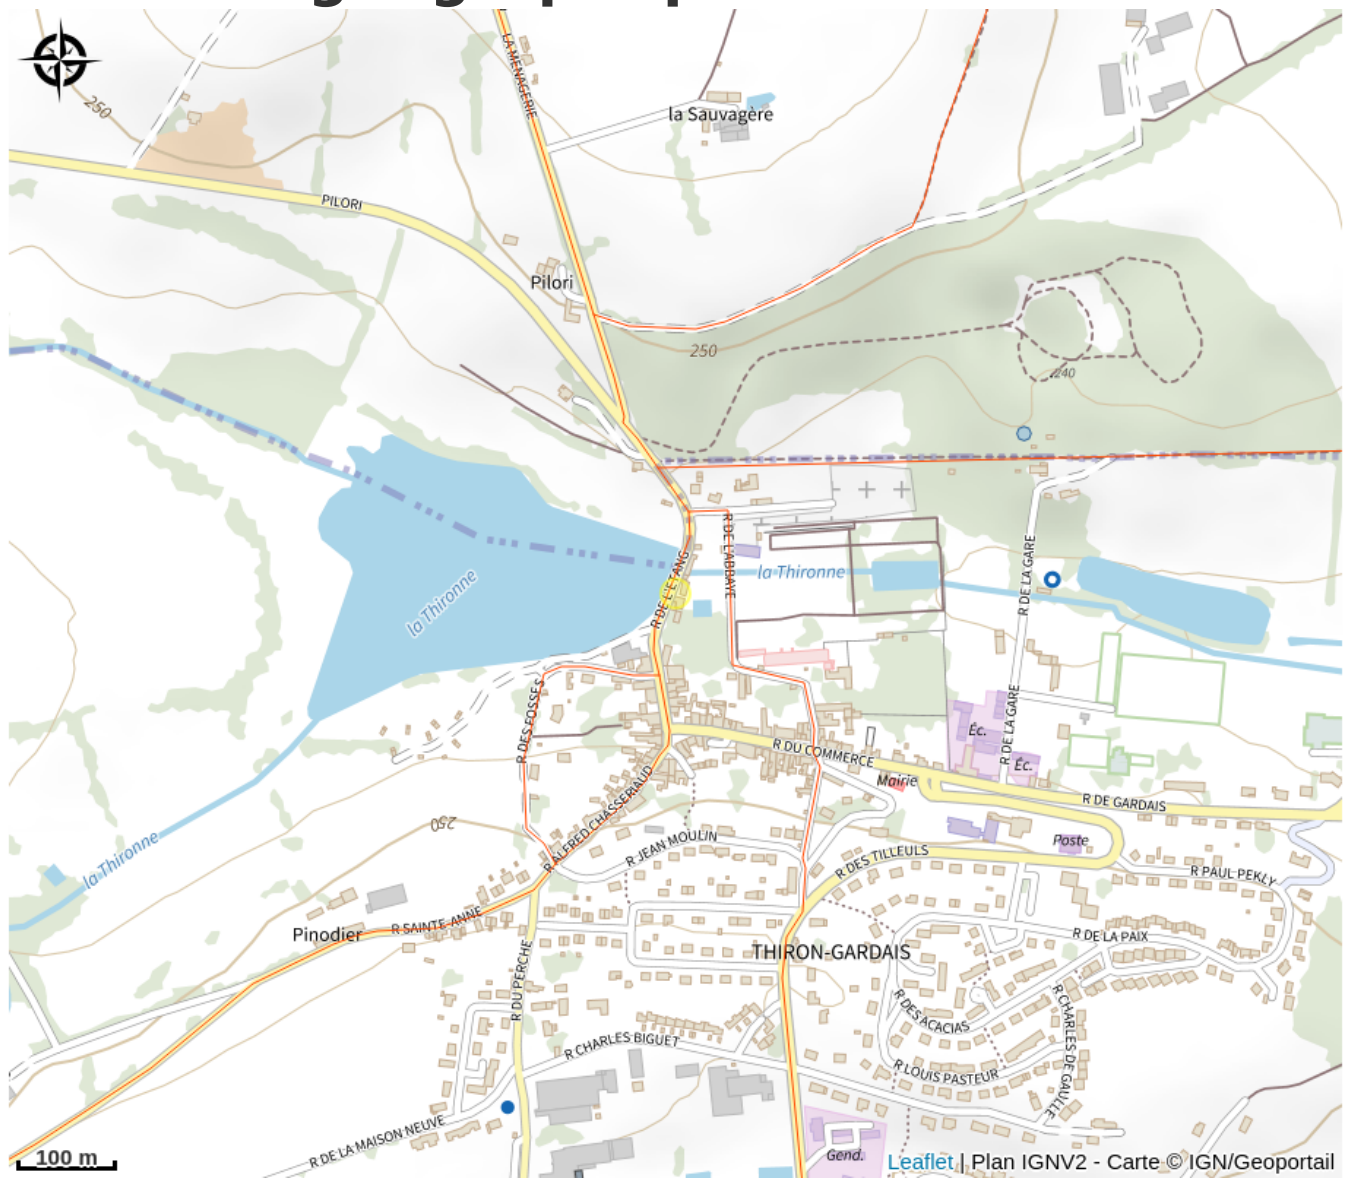 LA MENAGERIE
250
la Sauvagère
PILORI
Pilori
250
240
R DE L'ETANG
R DE L'ABBAYE
la Thironne
la Thironne
R DE LA GARE
R DES FOSSES
R DE LA GARE
Éc.
Éc.
R DU COMMERCE
Mairie
R DE GARDAIS
R ALFRED CHASSERIAUD
250
R JEAN MOULIN
Poste
R DES TILLEULS
la Thironne
R PAUL PEKLY
R SAINTE-ANNE
Pinodier
R DE LA PAIX
THIRON-GARDAIS
R DU PERCHE
R DES ACACIAS
R CHARLES DE GAULLE
R CHARLES BIGUET
R LOUIS PASTEUR
R DE LA MAISON NEUVE
Gend.
100 m
Leaflet | Plan IGNV2 - Carte © IGN/Geoportail